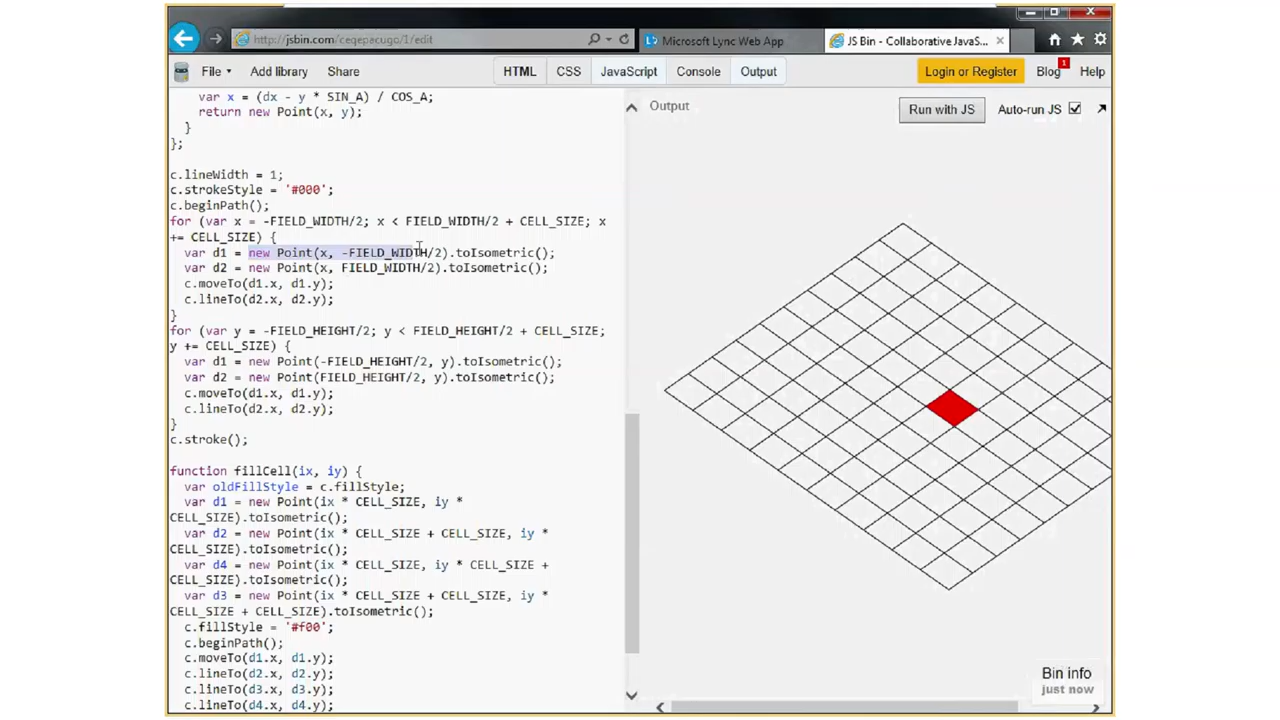 http://jsbin.com/ceqepacugo/1/edit
Microsoft Lync Web App
JS Bin - Collaborative JavaS...
File
Add library
Share
HTML
CSS
JavaScript
Console
Output
Login or Register
Blog
1
Help
var x = (dx - y * SIN_A) / COS_A;
return new Point(x, y);
}
};
c.lineWidth = 1;
c.strokeStyle = '#000';
c.beginPath();
for (var x = -FIELD_WIDTH/2; x < FIELD_WIDTH/2 + CELL_SIZE; x
+= CELL_SIZE) {
var d1 = new Point(x, -FIELD_WIDTH/2).toIsometric();
var d2 = new Point(x, FIELD_WIDTH/2).toIsometric();
c.moveTo(d1.x, d1.y);
c.lineTo(d2.x, d2.y);
}
for (var y = -FIELD_HEIGHT/2; y < FIELD_HEIGHT/2 + CELL_SIZE;
y += CELL_SIZE) {
var d1 = new Point(-FIELD_HEIGHT/2, y).toIsometric();
var d2 = new Point(FIELD_HEIGHT/2, y).toIsometric();
c.moveTo(d1.x, d1.y);
c.lineTo(d2.x, d2.y);
}
c.stroke();
function fillCell(ix, iy) {
var oldFillStyle = c.fillStyle;
var d1 = new Point(ix * CELL_SIZE, iy *
CELL_SIZE).toIsometric();
var d2 = new Point(ix * CELL_SIZE + CELL_SIZE, iy *
CELL_SIZE).toIsometric();
var d4 = new Point(ix * CELL_SIZE, iy * CELL_SIZE +
CELL_SIZE).toIsometric();
var d3 = new Point(ix * CELL_SIZE + CELL_SIZE, iy *
CELL_SIZE + CELL_SIZE).toIsometric();
c.fillStyle = '#f00';
c.beginPath();
c.moveTo(d1.x, d1.y);
c.lineTo(d2.x, d2.y);
c.lineTo(d3.x, d3.y);
c.lineTo(d4.x, d4.y);
Output
Run with JS
Auto-run JS
Bin info
just now